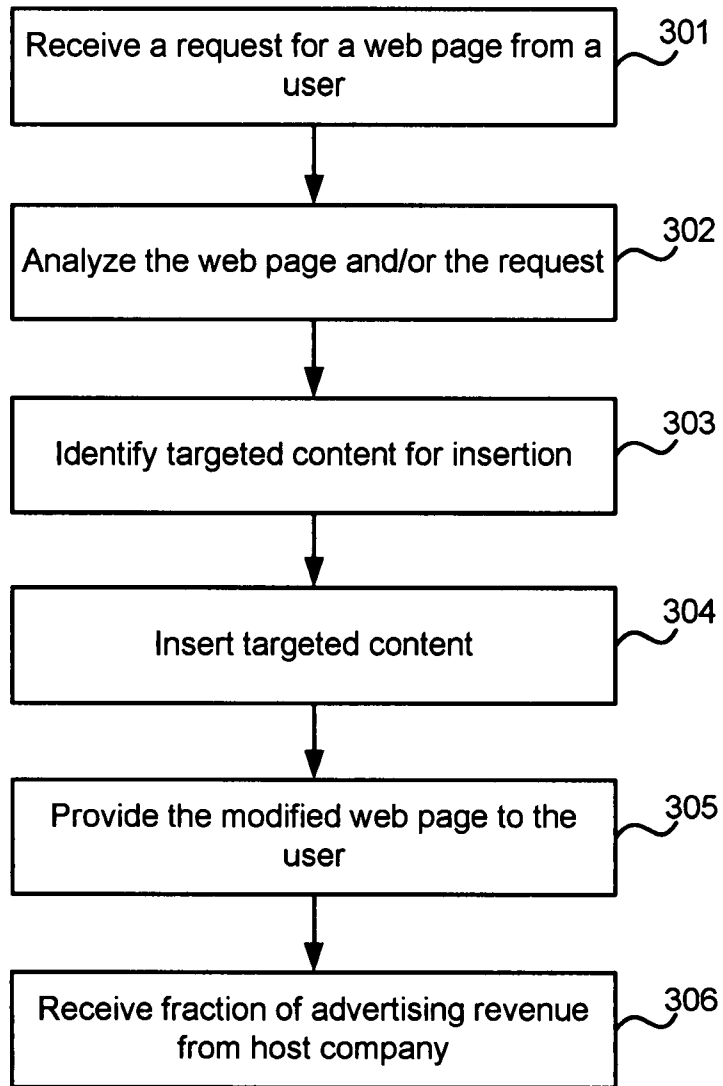 Receive a request for a web page from a
user
301
Analyze the web page and/or the request
302
Identify targeted content for insertion
303
Insert targeted content
304
Provide the modified web page to the
user
305
Receive fraction of advertising revenue
from host company
306